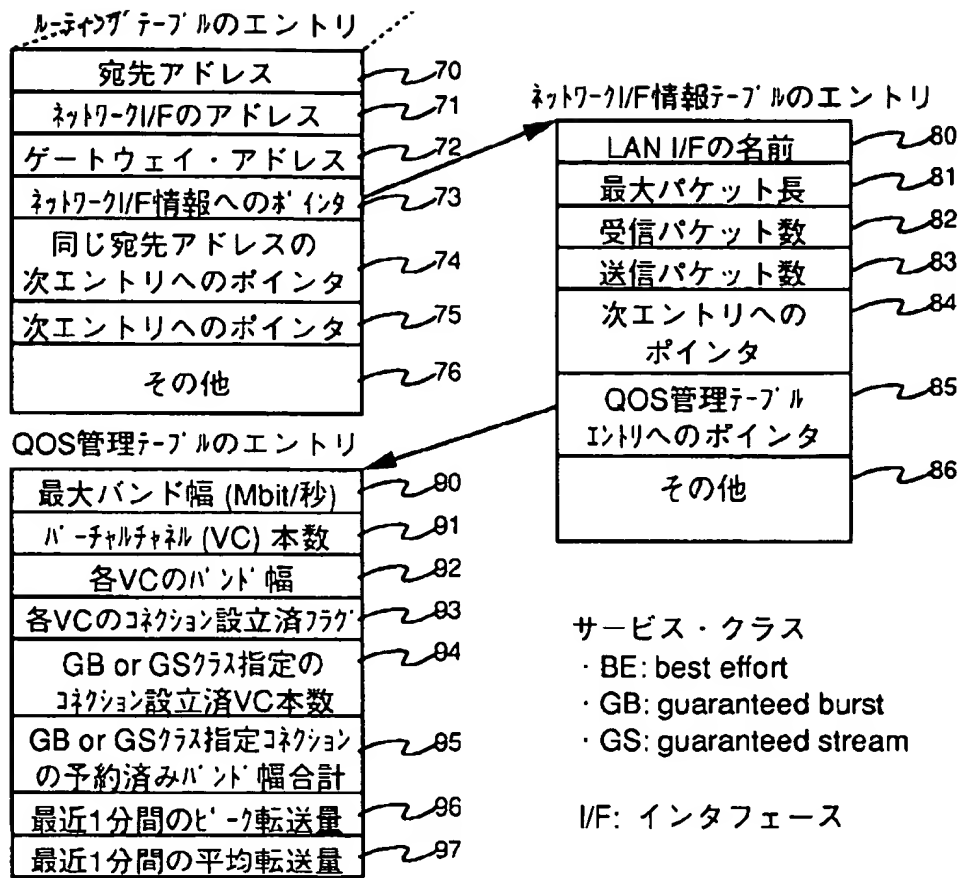 ルーティングテーブルのエントリ
宛先アドレス
70
ネットワークI/Fのアドレス
71
ゲートウェイ・アドレス
72
ネットワークI/F情報へのポインタ
73
同じ宛先アドレスの
次エントリへのポインタ
74
次エントリへのポインタ
75
その他
76
ネットワークI/F情報テーブルのエントリ
LAN I/Fの名前
80
最大パケット長
81
受信パケット数
82
送信パケット数
83
次エントリへの
ポインタ
84
QOS管理テーブル
エントリへのポインタ
85
その他
86
QOS管理テーブルのエントリ
最大バンド幅 (Mbit/秒)
90
バーチャルチャネル (VC) 本数
91
各VCのバンド幅
92
各VCのコネクション設立済フラグ
93
GB or GSクラス指定の
コネクション設立済VC本数
94
GB or GSクラス指定コネクション
の予約済みバンド幅合計
95
最近1分間のピーク転送量
96
最近1分間の平均転送量
97
サービス・クラス
・BE: best effort
・GB: guaranteed burst
・GS: guaranteed stream
I/F: インタフェース